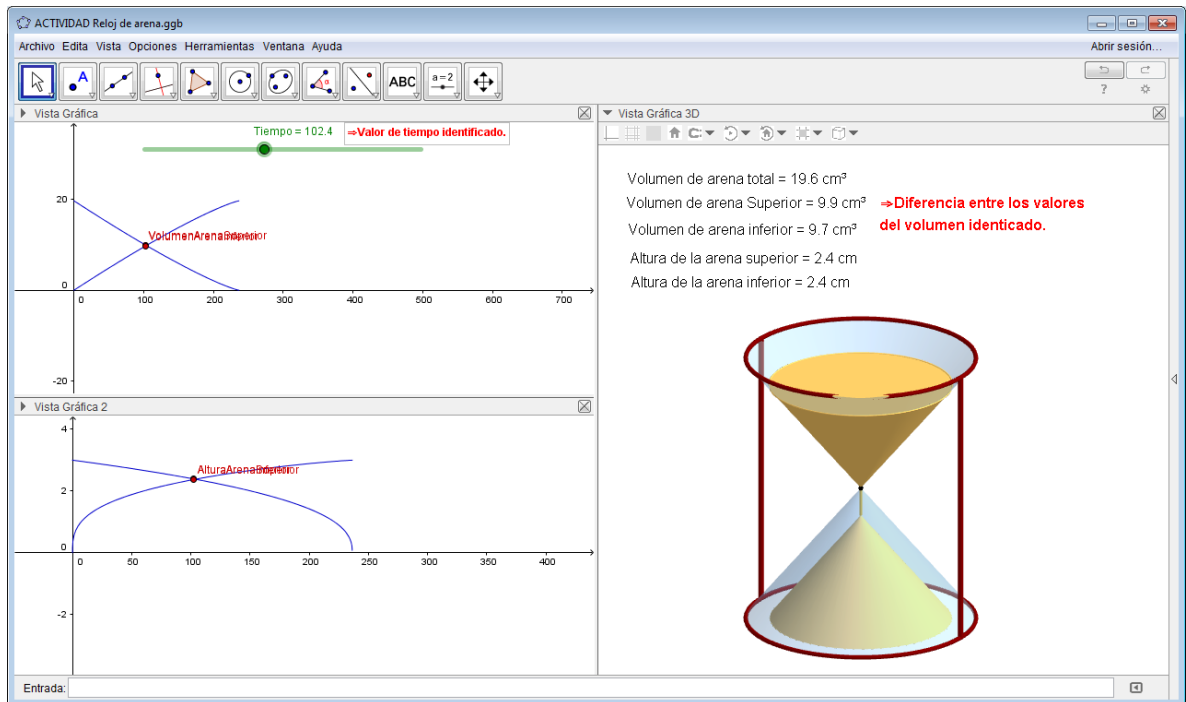 ACTIVIDAD Reloj de arena.ggb
Archivo Edita Vista Opciones Herramientas Ventana Ayuda Abrir sesión...
A ABC a=2 ?
Vista Gráfica
Tiempo = 102.4 ⇒Valor de tiempo identificado.
20
0
-20
0 100 200 300 400 500 600 700
Vista Gráfica 2
4
2
0
-2
0 50 100 150 200 250 300 350 400
Vista Gráfica 3D
Volumen de arena total = 19.6 cm³
Volumen de arena Superior = 9.9 cm³ ⇒Diferencia entre los valores
del volumen identicado.
Volumen de arena inferior = 9.7 cm³
Altura de la arena superior = 2.4 cm
Altura de la arena inferior = 2.4 cm
Entrada: